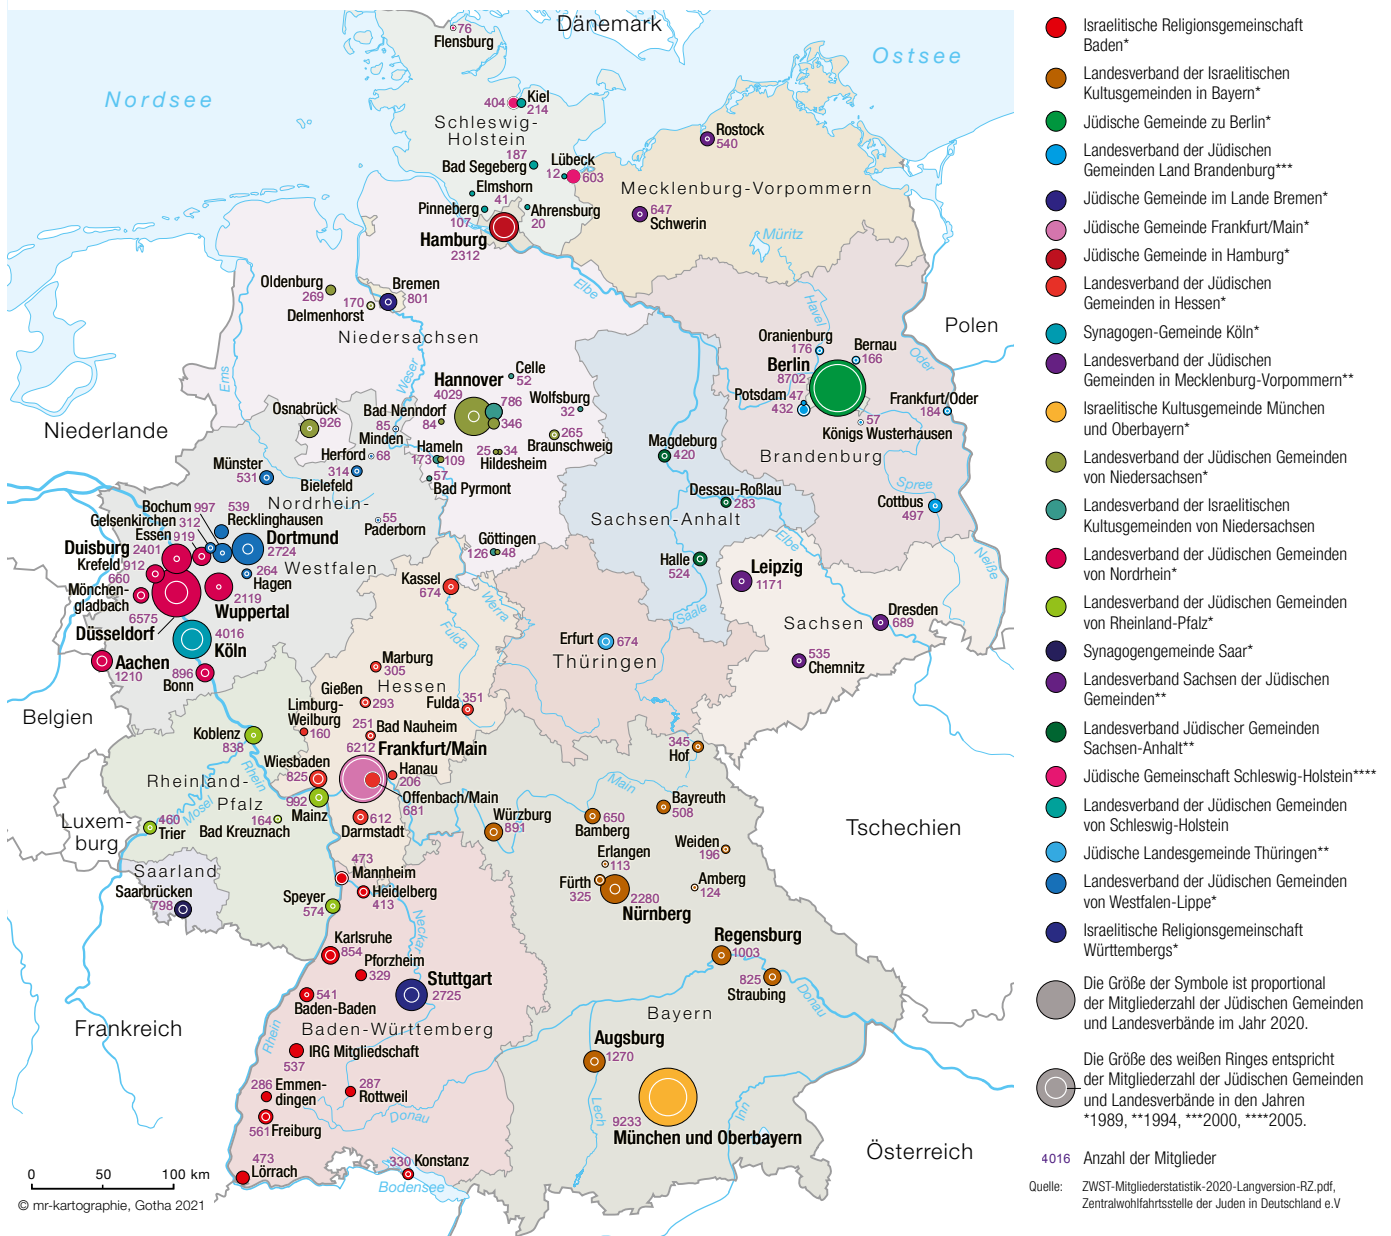 Dänemark
Nordsee
Ostsee
76
Flensburg
404
Kiel
214
Schleswig-
Holstein
187
Bad Segeberg
Lübeck
12
603
Elmshorn
41
Pinneberg
107
Ahrensburg
20
Hamburg
2312
Rostock
540
Mecklenburg-Vorpommern
647
Schwerin
Müritz
Elbe
Oldenburg
269
170
Delmenhorst
Bremen
801
Niedersachsen
Ems
Weser
Havel
Oder
Polen
Oranienburg
176
Bernau
166
Berlin
8702
Potsdam
47
432
Frankfurt/Oder
184
57
Königs Wusterhausen
Brandenburg
Celle
52
Hannover
4029
786
346
Wolfsburg
32
Osnabrück
926
Bad Nenndorf
84
85
Minden
265
Braunschweig
Niederlande
Herford
68
Hameln
173
109
25
34
Hildesheim
Magdeburg
420
Münster
531
314
Bielefeld
57
Bad Pyrmont
Nordrhein-
Westfalen
Dessau-Roßlau
283
Spree
Cottbus
497
Bochum
997
539
Recklinghausen
Gelsenkirchen
312
Essen
919
55
Paderborn
Sachsen-Anhalt
Elbe
Neiße
Duisburg
2401
Dortmund
2724
Krefeld
912
660
Mönchen-
gladbach
264
Hagen
2119
Wuppertal
6575
Düsseldorf
Göttingen
126
48
Halle
524
Leipzig
1171
Kassel
674
Werra
Fulda
Saale
Dresden
689
Sachsen
535
Chemnitz
4016
Köln
Aachen
1210
896
Bonn
Erfurt
674
Thüringen
Marburg
305
Hessen
Gießen
293
Fulda
351
Limburg-
Weilburg
160
251
Bad Nauheim
Belgien
Koblenz
838
6212
Frankfurt/Main
345
Hof
Wiesbaden
825
Hanau
206
Rhein
Rheinland-
Pfalz
Mosel
992
Mainz
Offenbach/Main
681
612
Darmstadt
Main
Würzburg
891
650
Bamberg
Bayreuth
508
Tschechien
Luxem-
burg
460
Trier
164
Bad Kreuznach
Weiden
196
Erlangen
113
Saarland
Saarbrücken
798
473
Mannheim
Heidelberg
413
Fürth
325
2280
Nürnberg
Amberg
124
Speyer
574
Neckar
Karlsruhe
854
Pforzheim
329
Regensburg
1003
825
Straubing
Donau
Stuttgart
2725
541
Baden-Baden
Baden-Württemberg
Bayern
Frankreich
Rhein
IRG Mitgliedschaft
537
Augsburg
1270
286
Emmen-
dingen
287
Rottweil
Donau
561
Freiburg
Lech
Inn
9233
München und Oberbayern
Österreich
473
Lörrach
330
Konstanz
Bodensee
0 50 100 km
© mr-kartographie, Gotha 2021
Israelitische Religionsgemeinschaft
Baden*
Landesverband der Israelitischen
Kultusgemeinden in Bayern*
Jüdische Gemeinde zu Berlin*
Landesverband der Jüdischen
Gemeinden Land Brandenburg***
Jüdische Gemeinde im Lande Bremen*
Jüdische Gemeinde Frankfurt/Main*
Jüdische Gemeinde in Hamburg*
Landesverband der Jüdischen
Gemeinden in Hessen*
Synagogen-Gemeinde Köln*
Landesverband der Jüdischen
Gemeinden in Mecklenburg-Vorpommern**
Israelitische Kultusgemeinde München
und Oberbayern*
Landesverband der Jüdischen Gemeinden
von Niedersachsen*
Landesverband der Israelitischen
Kultusgemeinden von Niedersachsen
Landesverband der Jüdischen Gemeinden
von Nordrhein*
Landesverband der Jüdischen Gemeinden
von Rheinland-Pfalz*
Synagogengemeinde Saar*
Landesverband Sachsen der Jüdischen
Gemeinden**
Landesverband Jüdischer Gemeinden
Sachsen-Anhalt**
Jüdische Gemeinschaft Schleswig-Holstein****
Landesverband der Jüdischen Gemeinden
von Schleswig-Holstein
Jüdische Landesgemeinde Thüringen**
Landesverband der Jüdischen Gemeinden
von Westfalen-Lippe*
Israelitische Religionsgemeinschaft
Württembergs*
Die Größe der Symbole ist proportional
der Mitgliederzahl der Jüdischen Gemeinden
und Landesverbände im Jahr 2020.
Die Größe des weißen Ringes entspricht
der Mitgliederzahl der Jüdischen Gemeinden
und Landesverbände in den Jahren
*1989, **1994, ***2000, ****2005.
4016 Anzahl der Mitglieder
Quelle: ZWST-Mitgliederstatistik-2020-Langversion-RZ.pdf,
Zentralwohlfahrtsstelle der Juden in Deutschland e.V